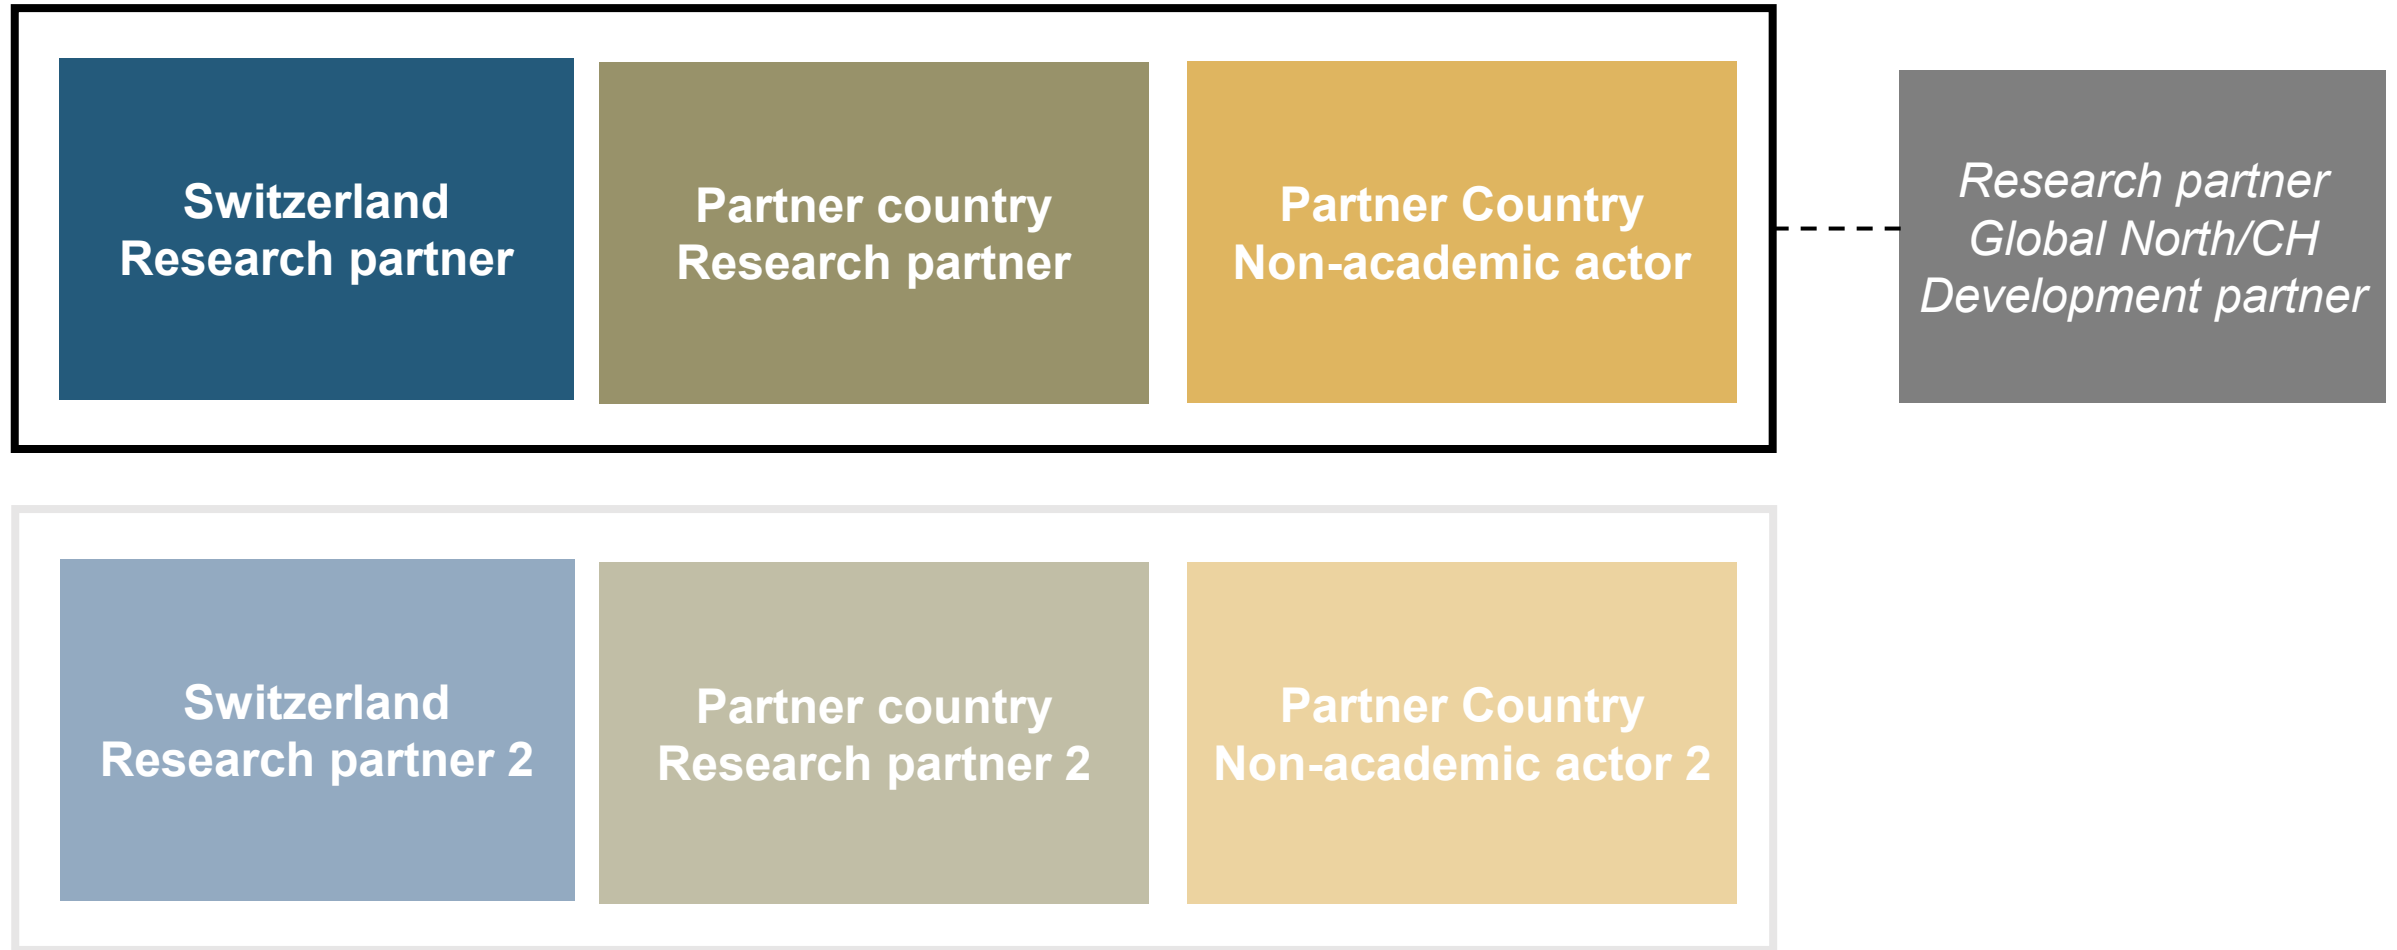 Switzerland
Research partner
Partner country
Research partner
Partner Country
Non-academic actor
Research partner
Global North/CH
Development partner
Switzerland
Research partner 2
Partner country
Research partner 2
Partner Country
Non-academic actor 2